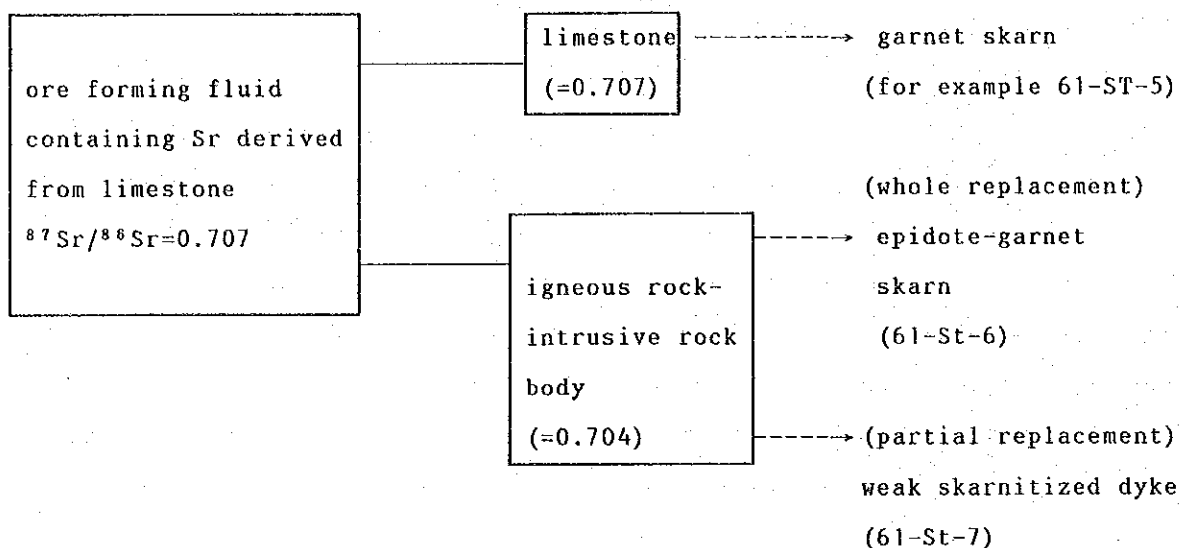 ore forming fluid
containing Sr derived
from limestone
⁸⁷Sr/⁸⁶Sr=0.707
limestone
(=0.707)
garnet skarn
(for example 61-ST-5)
igneous rock-
intrusive rock
body
(=0.704)
(whole replacement)
epidote-garnet
skarn
(61-St-6)
(partial replacement)
weak skarnitized dyke
(61-St-7)